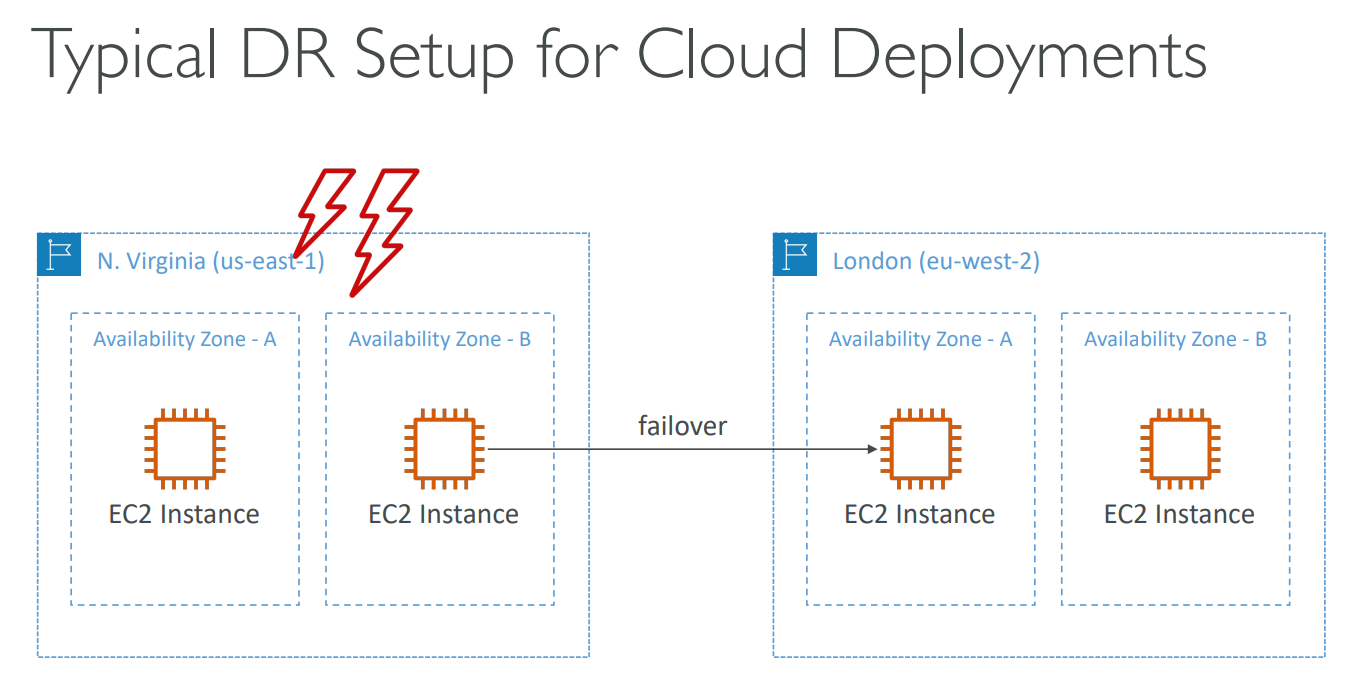 Typical DR Setup for Cloud Deployments
N. Virginia (us-east-1)
London (eu-west-2)
Availability Zone - A
Availability Zone - B
Availability Zone - A
Availability Zone - B
failover
EC2 Instance
EC2 Instance
EC2 Instance
EC2 Instance